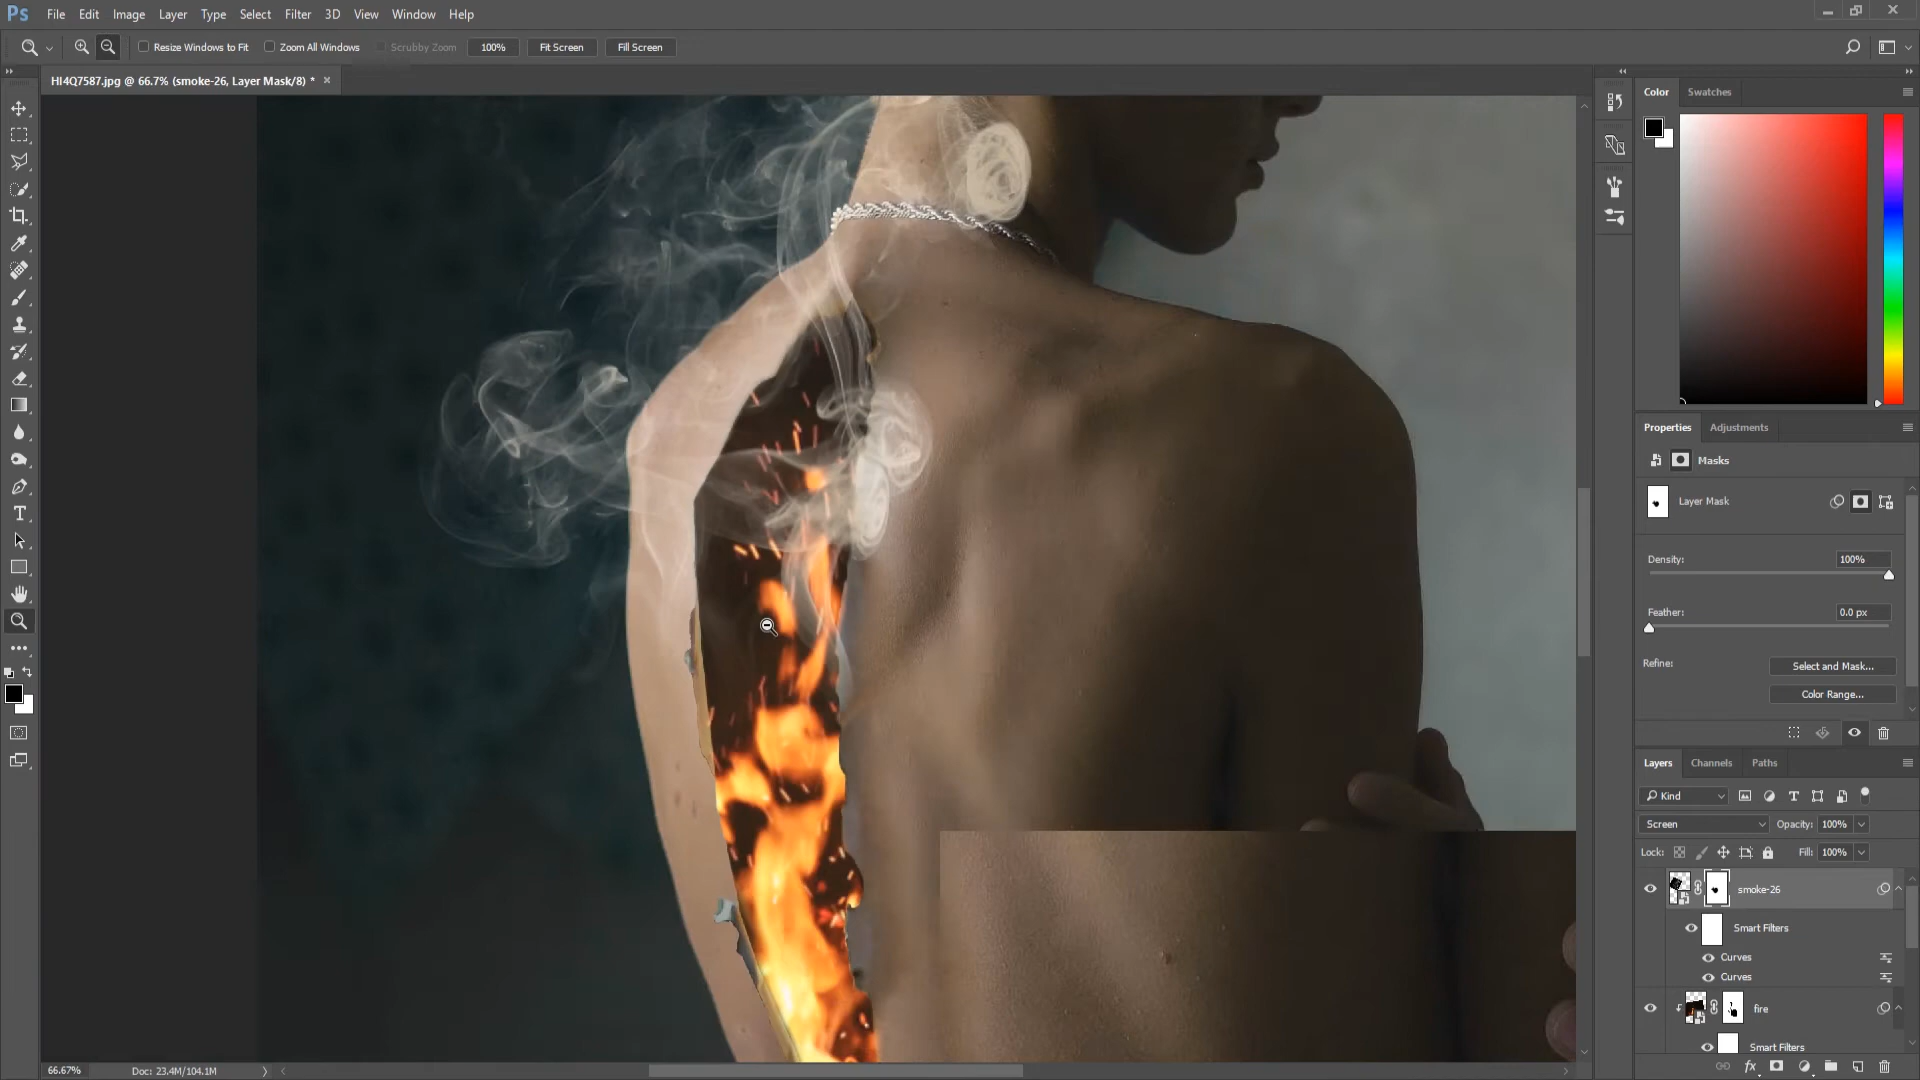 Ps File Edit Image Layer Type Select Filter 3D View Window Help
Resize Windows to Fit Zoom All Windows Scrubby Zoom 100% Fit Screen Fill Screen
HI4Q7587.jpg @ 66.7% (smoke-26, Layer Mask/8) * ×
Color Swatches
Properties Adjustments
Masks
Layer Mask
Density: 100%
Feather: 0.0 px
Refine: Select and Mask...
Color Range...
Layers Channels Paths
Kind
Screen Opacity: 100%
Lock: Fill: 100%
smoke-26
Smart Filters
Curves
Curves
fire
Smart Filters
66.67% Doc: 23.4M/104.1M